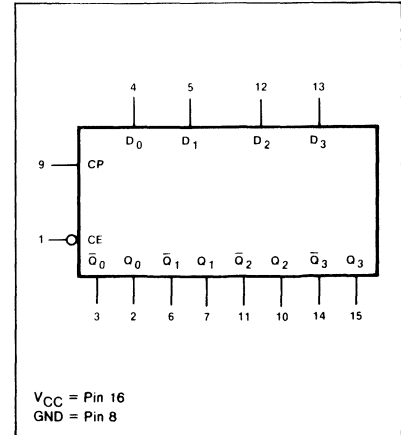 4 5 12 13
D0 D1 D2 D3
9 CP
1 CE
Q̅0 Q0 Q̅1 Q1 Q̅2 Q2 Q̅3 Q3
3 2 6 7 11 10 14 15
VCC = Pin 16
GND = Pin 8